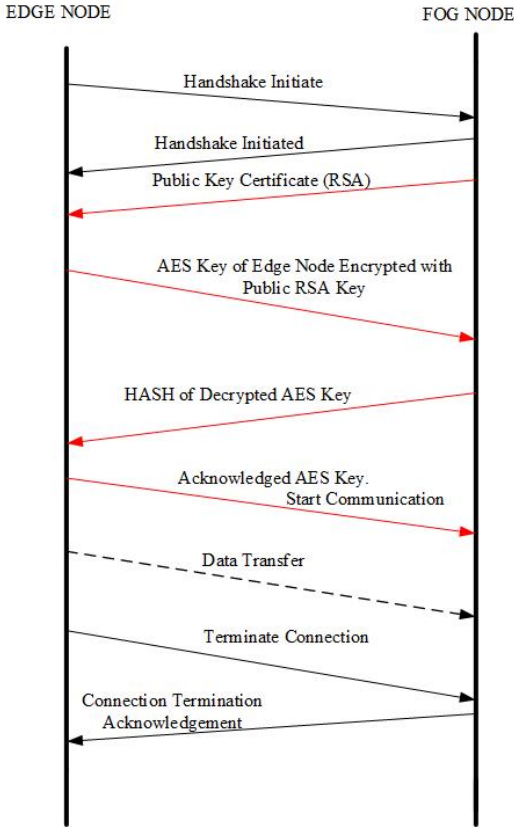 EDGE NODE
FOG NODE
Handshake Initiate
Handshake Initiated
Public Key Certificate (RSA)
AES Key of Edge Node Encrypted with
Public RSA Key
HASH of Decrypted AES Key
Acknowledged AES Key.
Start Communication
Data Transfer
Terminate Connection
Connection Termination
Acknowledgement